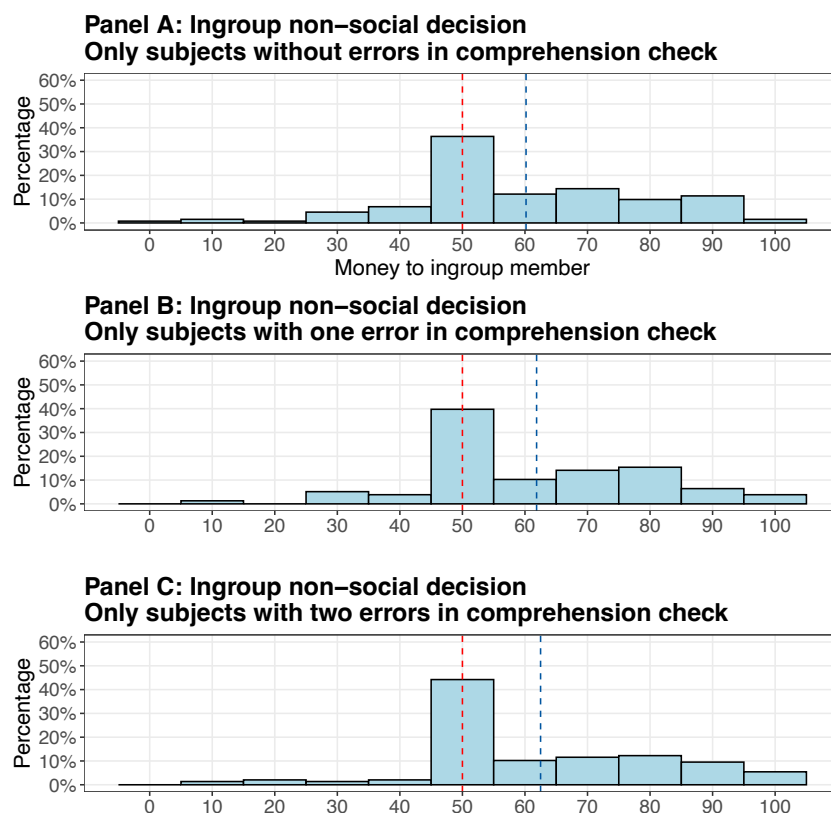 Panel A: Ingroup non–social decision
Only subjects without errors in comprehension check
60%
50%
40%
30%
20%
10%
0%
Percentage
0 10 20 30 40 50 60 70 80 90 100
Money to ingroup member
Panel B: Ingroup non–social decision
Only subjects with one error in comprehension check
60%
50%
40%
30%
20%
10%
0%
Percentage
0 10 20 30 40 50 60 70 80 90 100
Panel C: Ingroup non–social decision
Only subjects with two errors in comprehension check
60%
50%
40%
30%
20%
10%
0%
Percentage
0 10 20 30 40 50 60 70 80 90 100